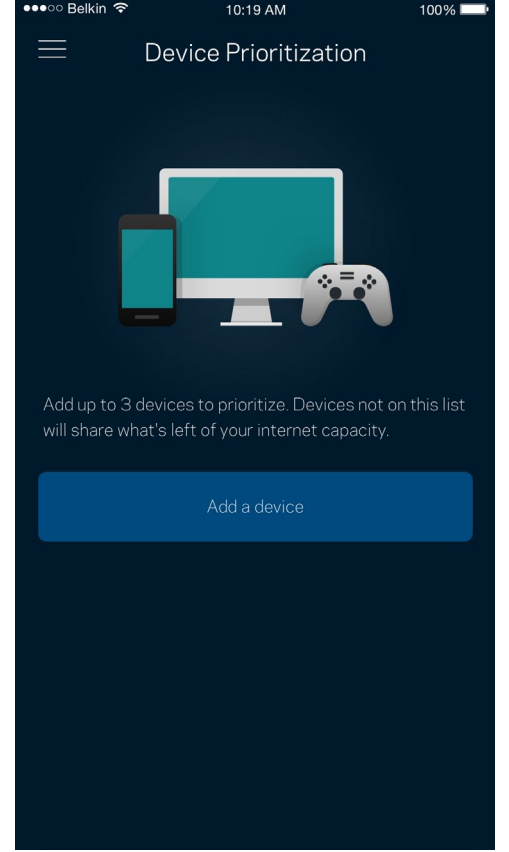 Belkin 10:19 AM 100%
Device Prioritization
Add up to 3 devices to prioritize. Devices not on this list
will share what's left of your internet capacity.
Add a device